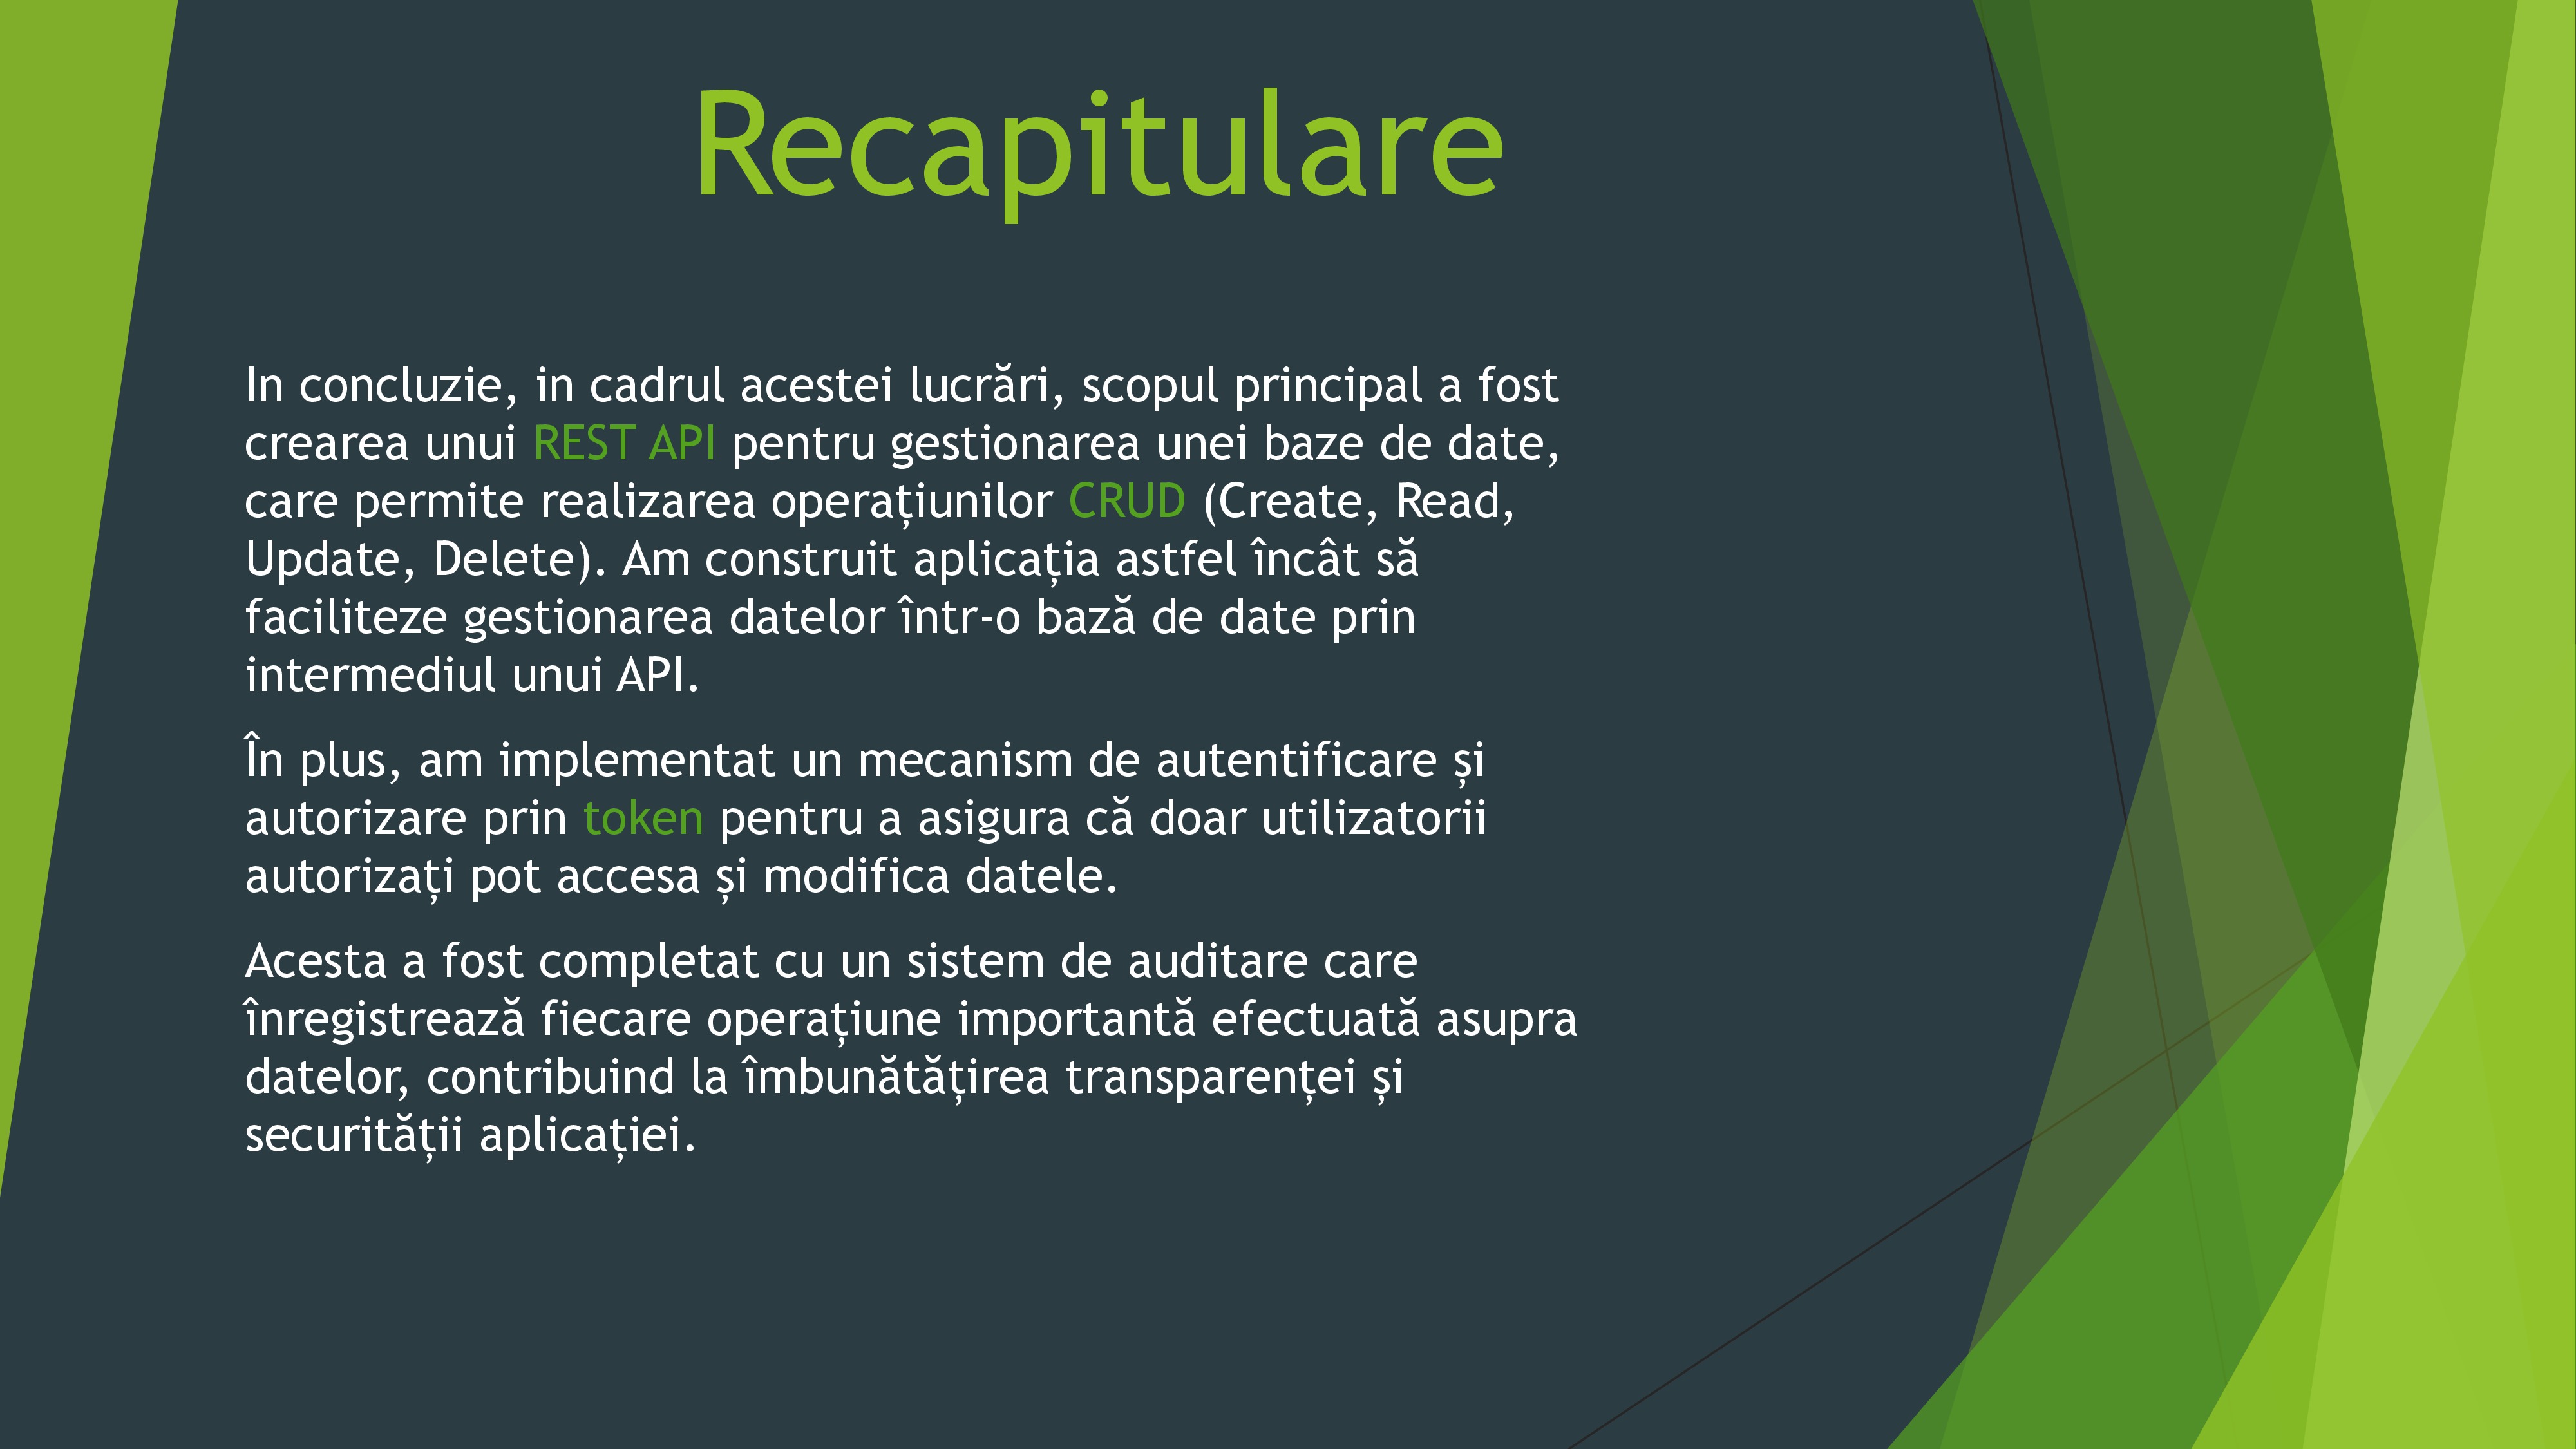 Recapitulare
In concluzie, in cadrul acestei lucrări, scopul principal a fost
crearea unui REST API pentru gestionarea unei baze de date,
care permite realizarea operațiunilor CRUD (Create, Read,
Update, Delete). Am construit aplicația astfel încât să
faciliteze gestionarea datelor într-o bază de date prin
intermediul unui API.
În plus, am implementat un mecanism de autentificare și
autorizare prin token pentru a asigura că doar utilizatorii
autorizați pot accesa și modifica datele.
Acesta a fost completat cu un sistem de auditare care
înregistrează fiecare operațiune importantă efectuată asupra
datelor, contribuind la îmbunătățirea transparenței și
securității aplicației.